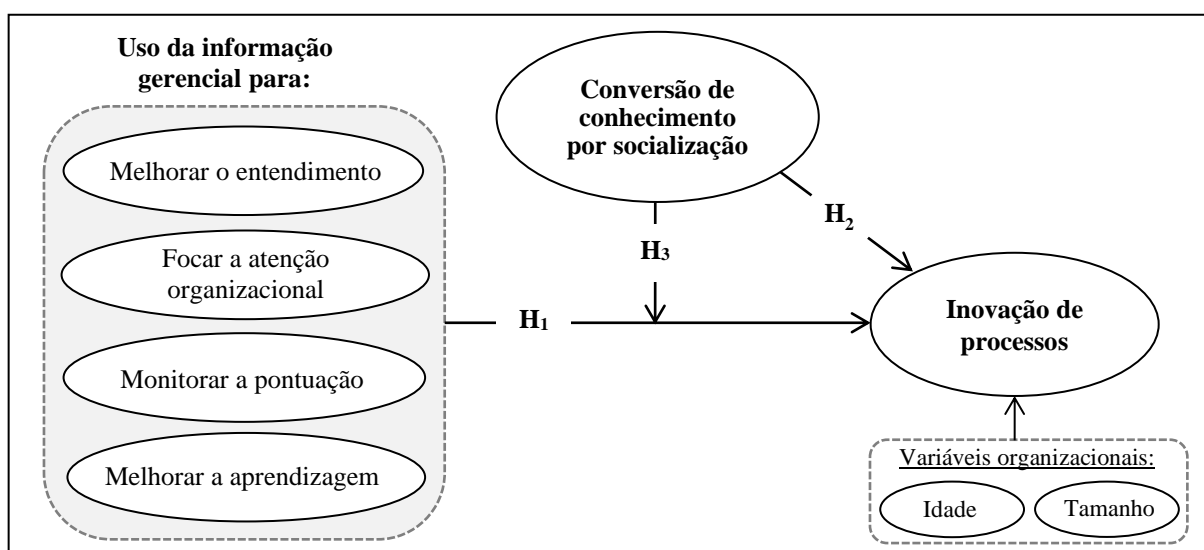 Uso da informação
gerencial para:
Melhorar o entendimento
Focar a atenção
organizacional
Monitorar a pontuação
Melhorar a aprendizagem
Conversão de
conhecimento
por socialização
H1
H2
H3
Inovação de
processos
Variáveis organizacionais:
Idade
Tamanho